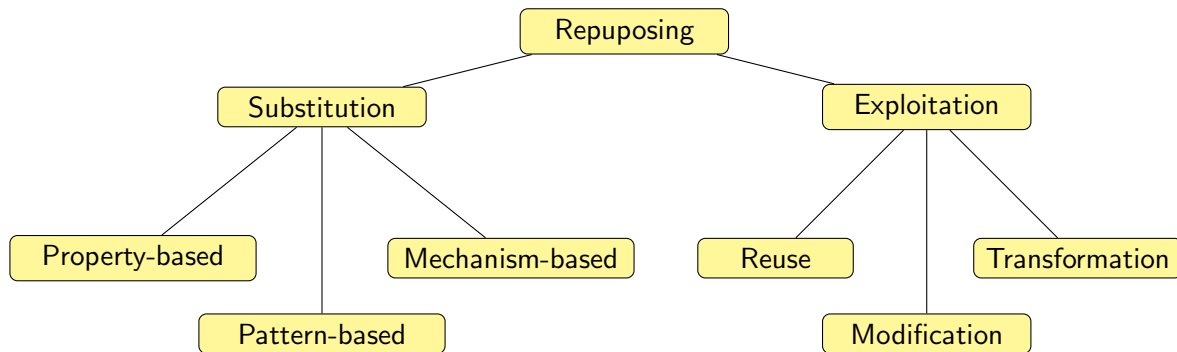 Repuposing
Substitution
Exploitation
Property-based
Mechanism-based
Reuse
Transformation
Pattern-based
Modification